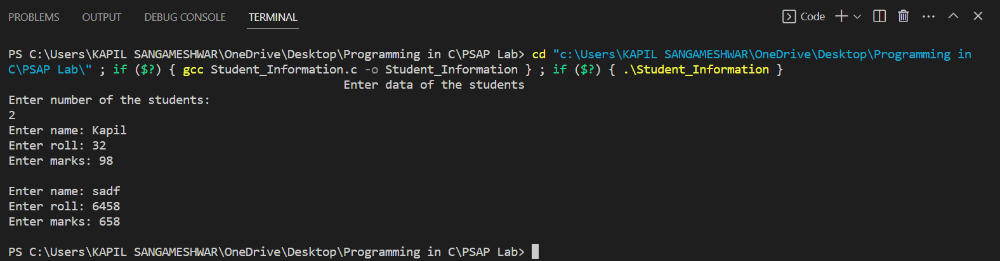 PROBLEMS OUTPUT DEBUG CONSOLE TERMINAL Code
PS C:\Users\KAPIL SANGAMESHWAR\OneDrive\Desktop\Programming in C\PSAP Lab> cd "c:\Users\KAPIL SANGAMESHWAR\OneDrive\Desktop\Programming in
C\PSAP Lab\" ; if ($?) { gcc Student_Information.c -o Student_Information } ; if ($?) { .\Student_Information }
Enter data of the students
Enter number of the students:
2
Enter name: Kapil
Enter roll: 32
Enter marks: 98
Enter name: sadf
Enter roll: 6458
Enter marks: 658
PS C:\Users\KAPIL SANGAMESHWAR\OneDrive\Desktop\Programming in C\PSAP Lab>